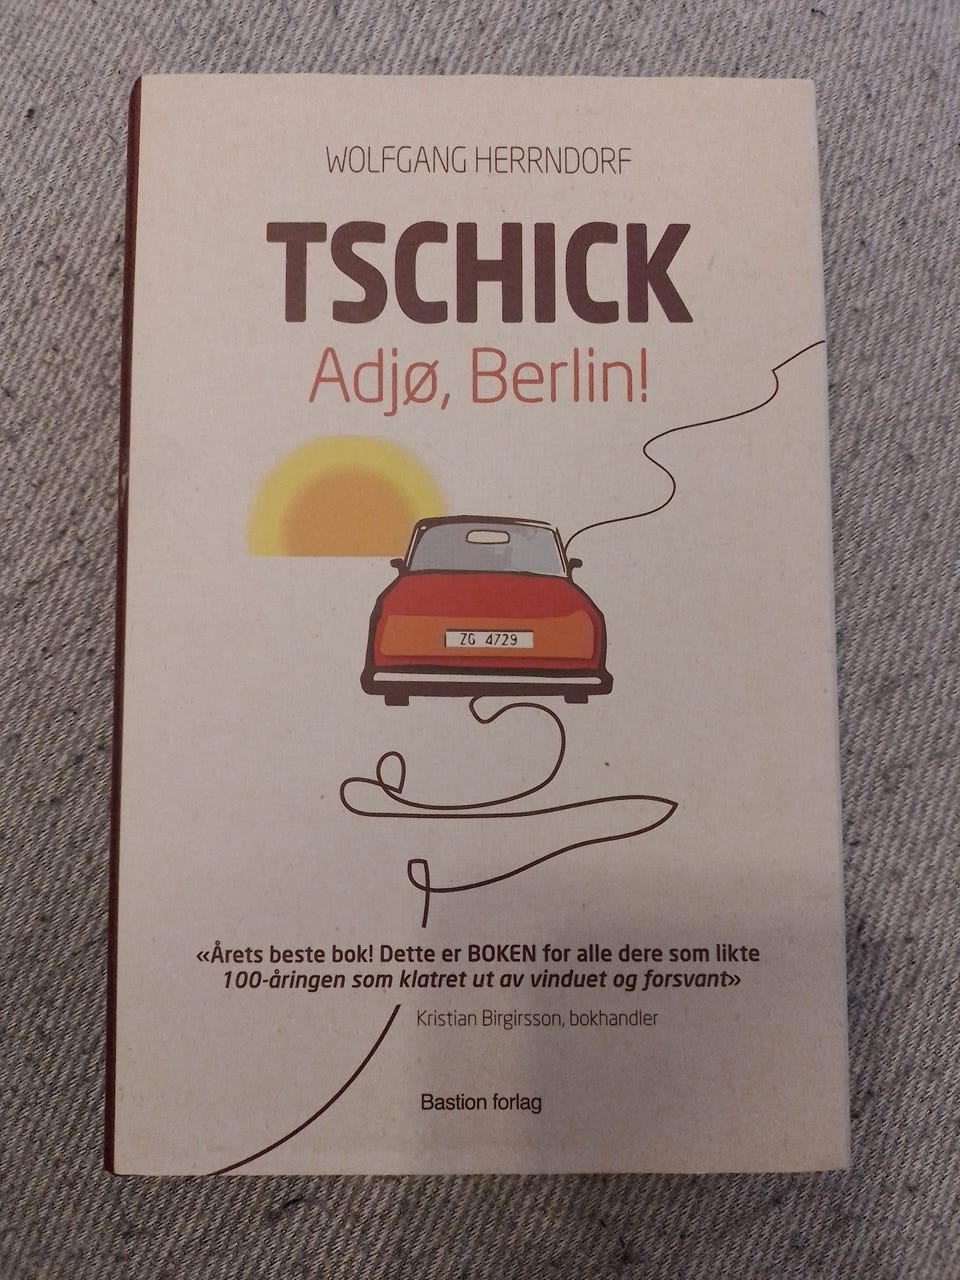 WOLFGANG HERRNDORF
TSCHICK
Adjø, Berlin!
ZG 4729
«Årets beste bok! Dette er BOKEN for alle dere som likte
100-åringen som klatret ut av vinduet og forsvant»
Kristian Birgirsson, bokhandler
Bastion forlag